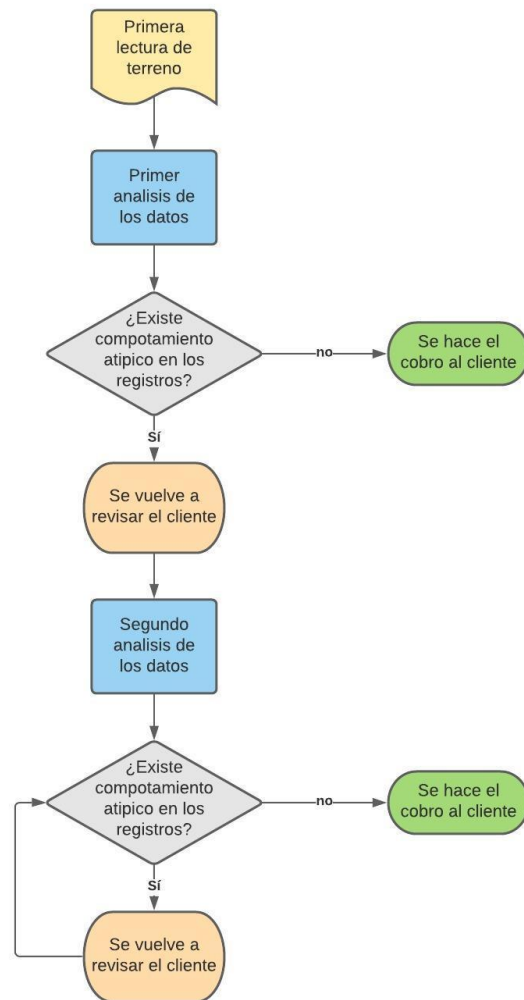 Primera
lectura de
terreno
Primer
analisis de
los datos
¿Existe
compotamiento
atipico en los
registros?
no
Se hace el
cobro al cliente
Sí
Se vuelve a
revisar el cliente
Segundo
analisis de
los datos
¿Existe
compotamiento
atipico en los
registros?
no
Se hace el
cobro al cliente
Sí
Se vuelve a
revisar el cliente